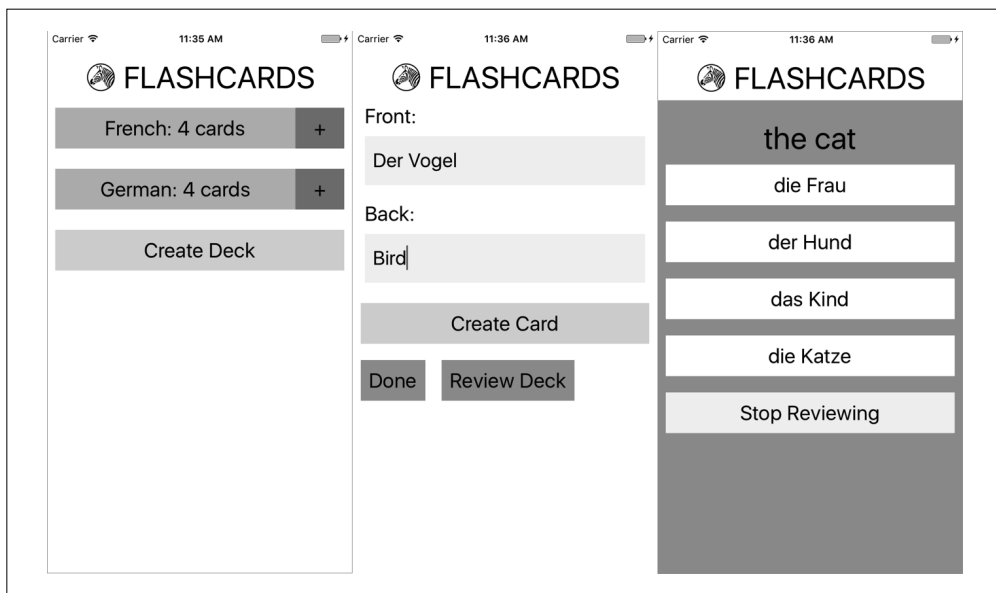 Carrier
11:35 AM
FLASHCARDS
French: 4 cards
+
German: 4 cards
+
Create Deck
Carrier
11:36 AM
FLASHCARDS
Front:
Der Vogel
Back:
Bird
Create Card
Done
Review Deck
Carrier
11:36 AM
FLASHCARDS
the cat
die Frau
der Hund
das Kind
die Katze
Stop Reviewing